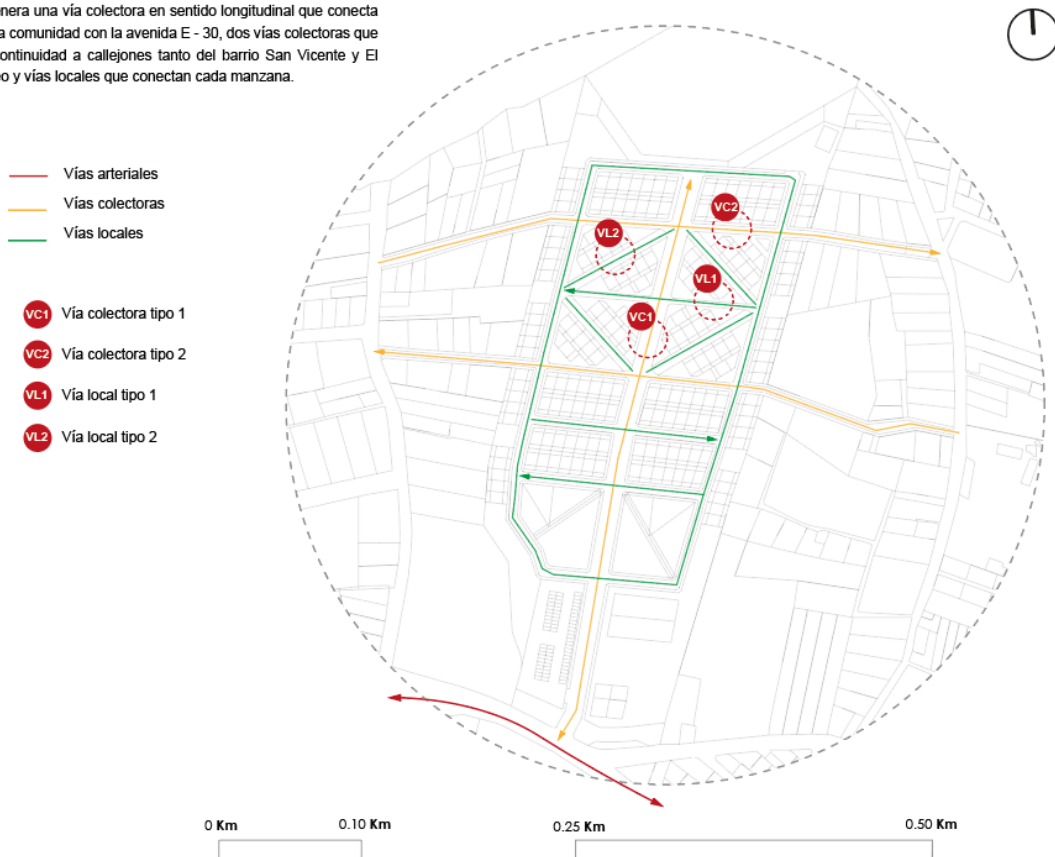 nera una vía colectora en sentido longitudinal que conecta
a comunidad con la avenida E - 30, dos vías colectoras que
ontinuidad a callejones tanto del barrio San Vicente y El
o y vías locales que conectan cada manzana.
Vías arteriales
Vías colectoras
Vías locales
VC1 Vía colectora tipo 1
VC2 Vía colectora tipo 2
VL1 Vía local tipo 1
VL2 Vía local tipo 2
VC2
VL2
VL1
VC1
0 Km 0.10 Km 0.25 Km 0.50 Km